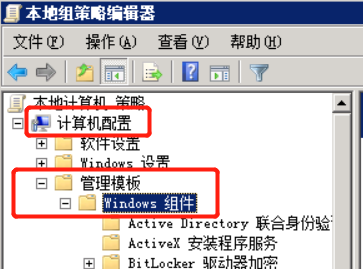 本地组策略编辑器
文件(F) 操作(A) 查看(V) 帮助(H)
本地计算机 策略
计算机配置
软件设置
Windows 设置
管理模板
Windows 组件
Active Directory 联合身份验
ActiveX 安装程序服务
BitLocker 驱动器加密